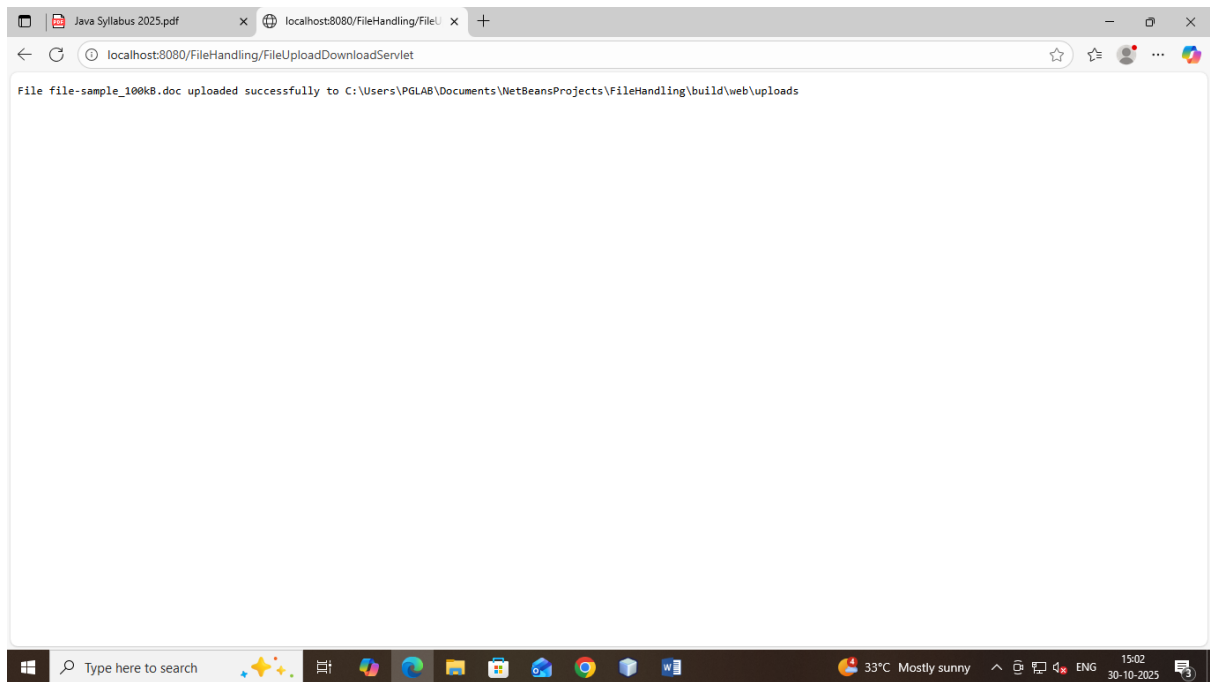 Java Syllabus 2025.pdf
localhost:8080/FileHandling/FileU
localhost:8080/FileHandling/FileUploadDownloadServlet
File file-sample_100kB.doc uploaded successfully to C:\Users\PGLAB\Documents\NetBeansProjects\FileHandling\build\web\uploads
Type here to search
4
33°C Mostly sunny
ENG
15:02
30-10-2025
3